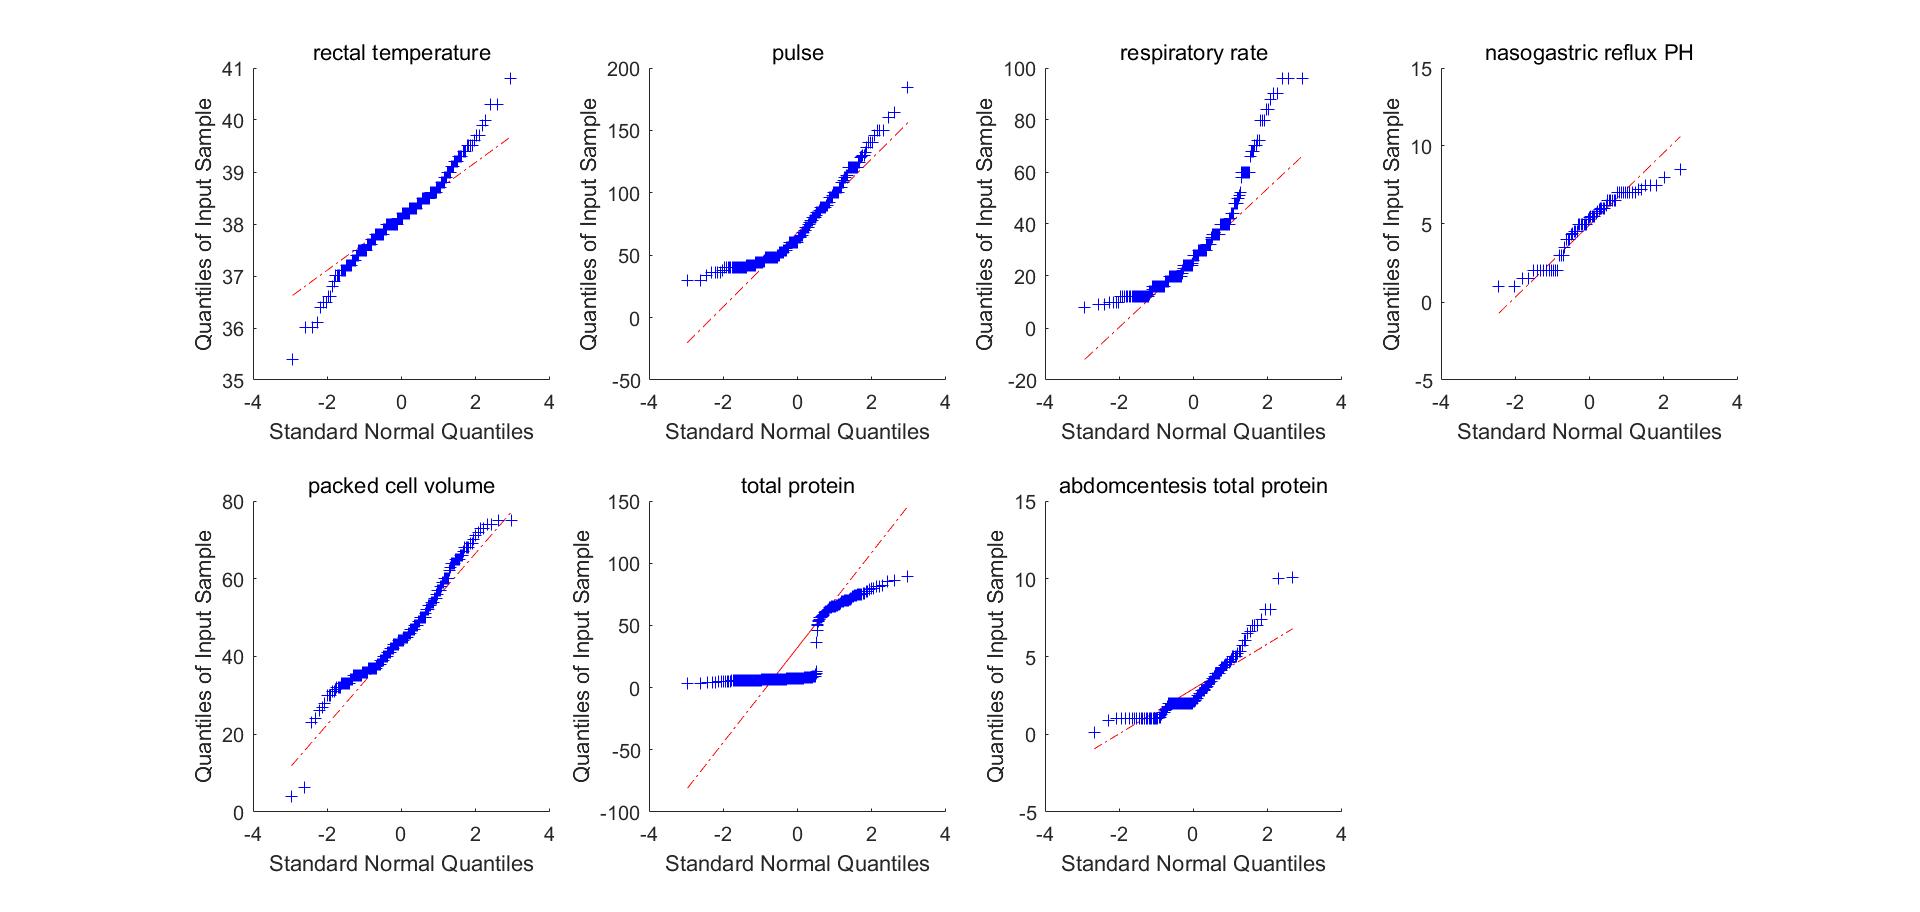 rectal temperature
pulse
respiratory rate
nasogastric reflux PH
Quantiles of Input Sample
41
40
39
38
37
36
35
-4 -2 0 2 4
Standard Normal Quantiles
Quantiles of Input Sample
200
150
100
50
0
-50
-4 -2 0 2 4
Standard Normal Quantiles
Quantiles of Input Sample
100
80
60
40
20
0
-20
-4 -2 0 2 4
Standard Normal Quantiles
Quantiles of Input Sample
15
10
5
0
-5
-4 -2 0 2 4
Standard Normal Quantiles
packed cell volume
total protein
abdomcentesis total protein
Quantiles of Input Sample
80
60
40
20
0
-4 -2 0 2 4
Standard Normal Quantiles
Quantiles of Input Sample
150
100
50
0
-50
-100
-4 -2 0 2 4
Standard Normal Quantiles
Quantiles of Input Sample
15
10
5
0
-5
-4 -2 0 2 4
Standard Normal Quantiles